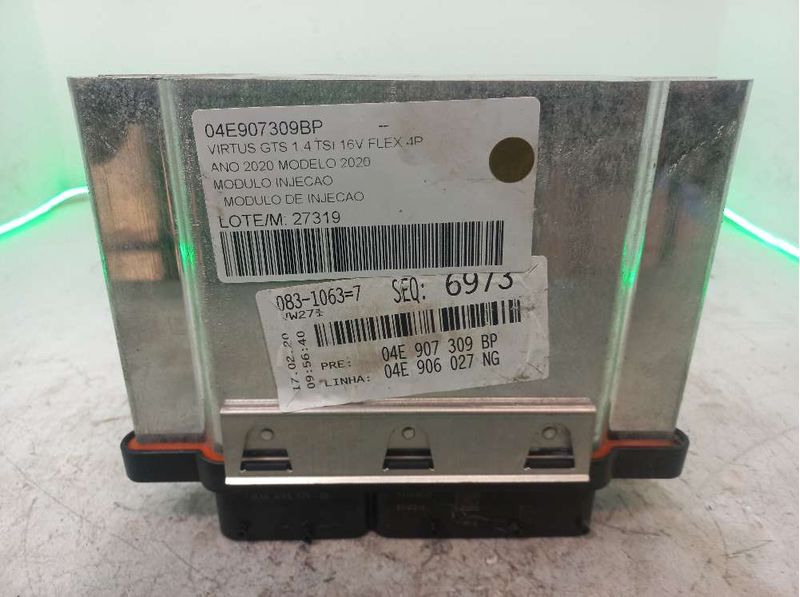 04E907309BP --
VIRTUS GTS 1.4 TSI 16V FLEX 4P
ANO 2020 MODELO 2020
MODULO INJECAO
MODULO DE INJECAO
LOTE/M: 27319
083-1063=7 SEQ: 6973
17.02.20
09:56:40
PRE: 04E 907 309 BP
LINHA: 04E 906 027 NG